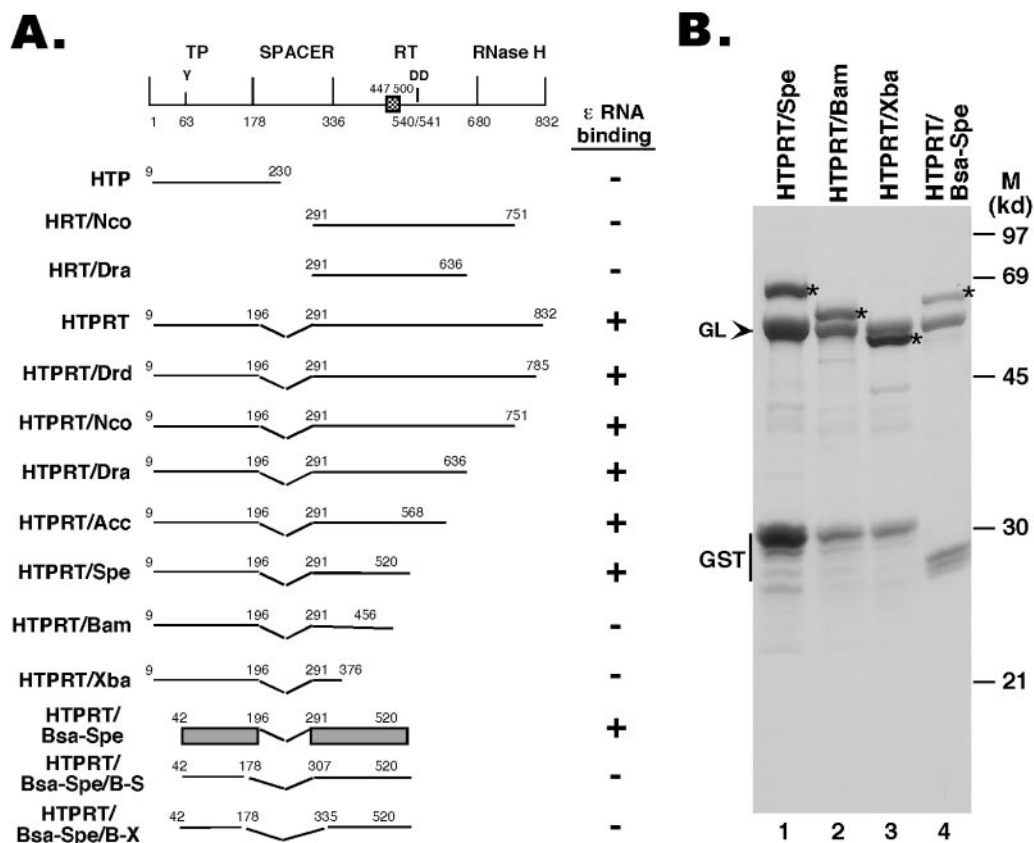 A.
TP SPACER RT RNase H
Y 447 500 DD
1 63 178 336 540/541 680 832
ε RNA
binding
HTP 9 230 -
HRT/Nco 291 751 -
HRT/Dra 291 636 -
HTPRT 9 196 291 832 +
HTPRT/Drd 9 196 291 785 +
HTPRT/Nco 9 196 291 751 +
HTPRT/Dra 9 196 291 636 +
HTPRT/Acc 9 196 291 568 +
HTPRT/Spe 9 196 291 520 +
HTPRT/Bam 9 196 291 456 -
HTPRT/Xba 9 196 291 376 -
HTPRT/
Bsa-Spe 42 196 291 520 +
HTPRT/
Bsa-Spe/B-S 42 178 307 520 -
HTPRT/
Bsa-Spe/B-X 42 178 335 520 -
B.
HTPRT/Spe
HTPRT/Bam
HTPRT/Xba
HTPRT/
Bsa-Spe
M
(kd)
97
69
* * * *
GL
45
30
GST
21
1 2 3 4